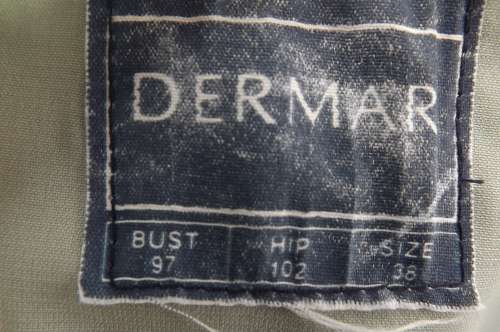 DERMAR
BUST HIP SIZE
97 102 38